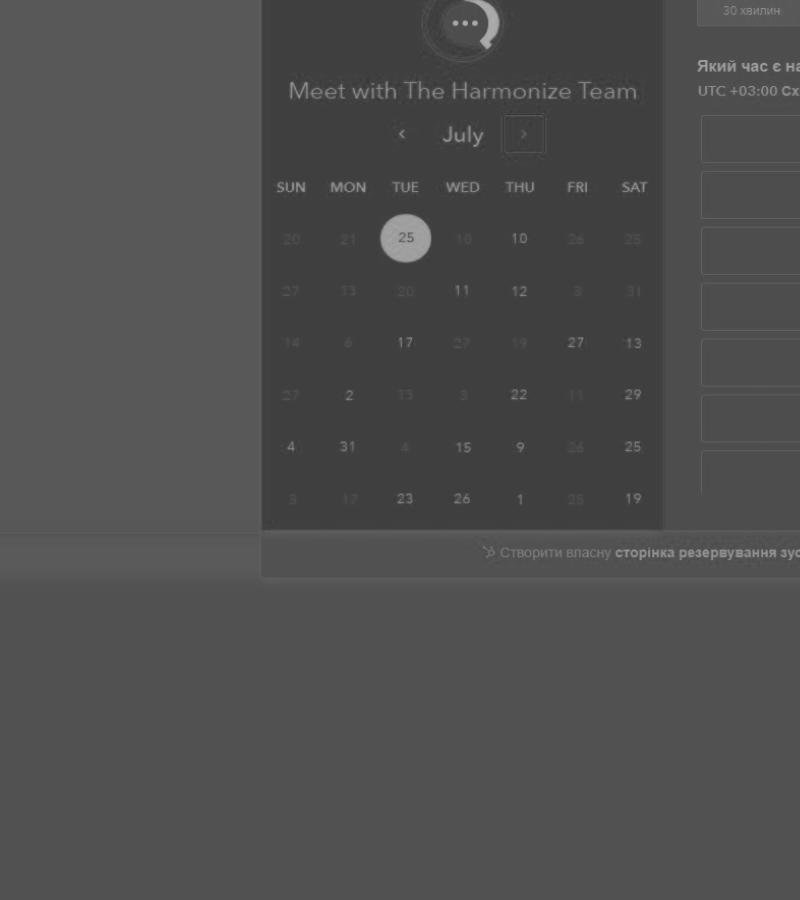 30 хвилин
Meet with The Harmonize Team
Який час є на
UTC +03:00 Сх
July
SUN MON TUE WED THU FRI SAT
20 21 25 10 10 26 25
27 13 20 11 12 3 31
14 6 17 27 19 27 13
27 2 13 3 22 11 29
4 31 4 15 9 26 25
3 17 23 26 1 28 19
Створити власну сторінка резервування зус